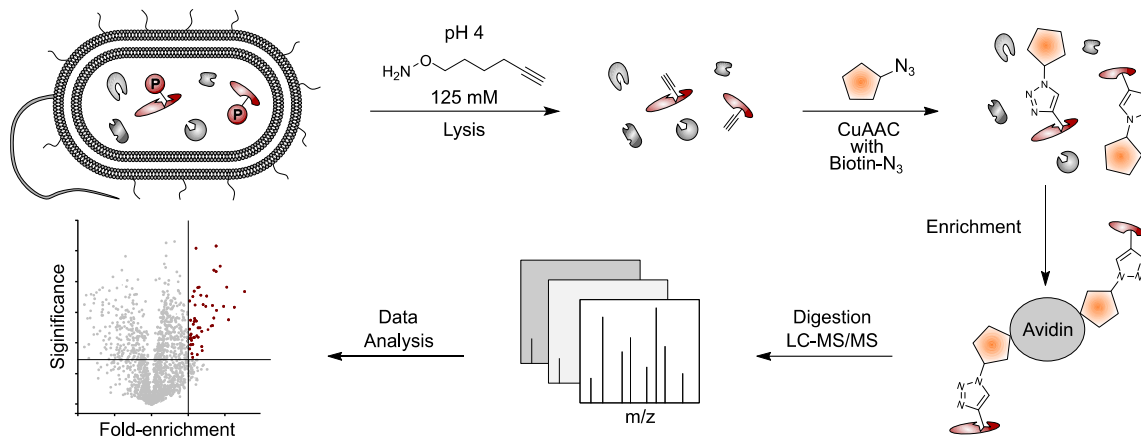 P
P
pH 4
H₂N
O
125 mM
Lysis
N₃
CuAAC
with
Biotin-N₃
N
N
N
N
N
Enrichment
Avidin
N
N
N
N
N
Digestion
LC-MS/MS
m/z
Data
Analysis
Siginificance
Fold-enrichment